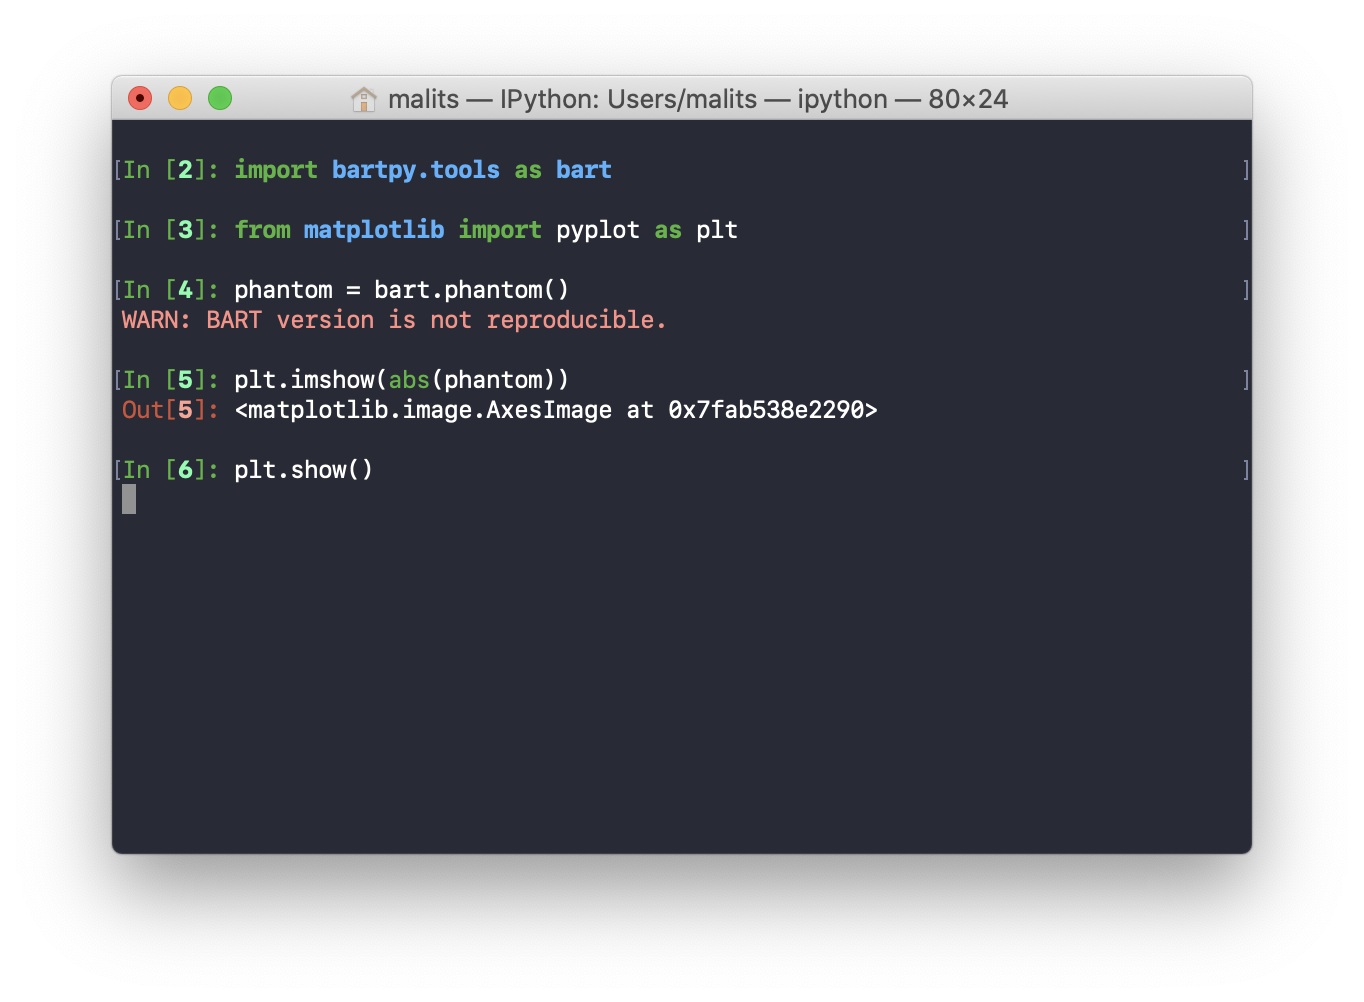 malits — IPython: Users/malits — ipython — 80×24
[In [2]: import bartpy.tools as bart ]
[In [3]: from matplotlib import pyplot as plt ]
[In [4]: phantom = bart.phantom() ]
WARN: BART version is not reproducible.
[In [5]: plt.imshow(abs(phantom)) ]
Out[5]: <matplotlib.image.AxesImage at 0x7fab538e2290>
[In [6]: plt.show() ]